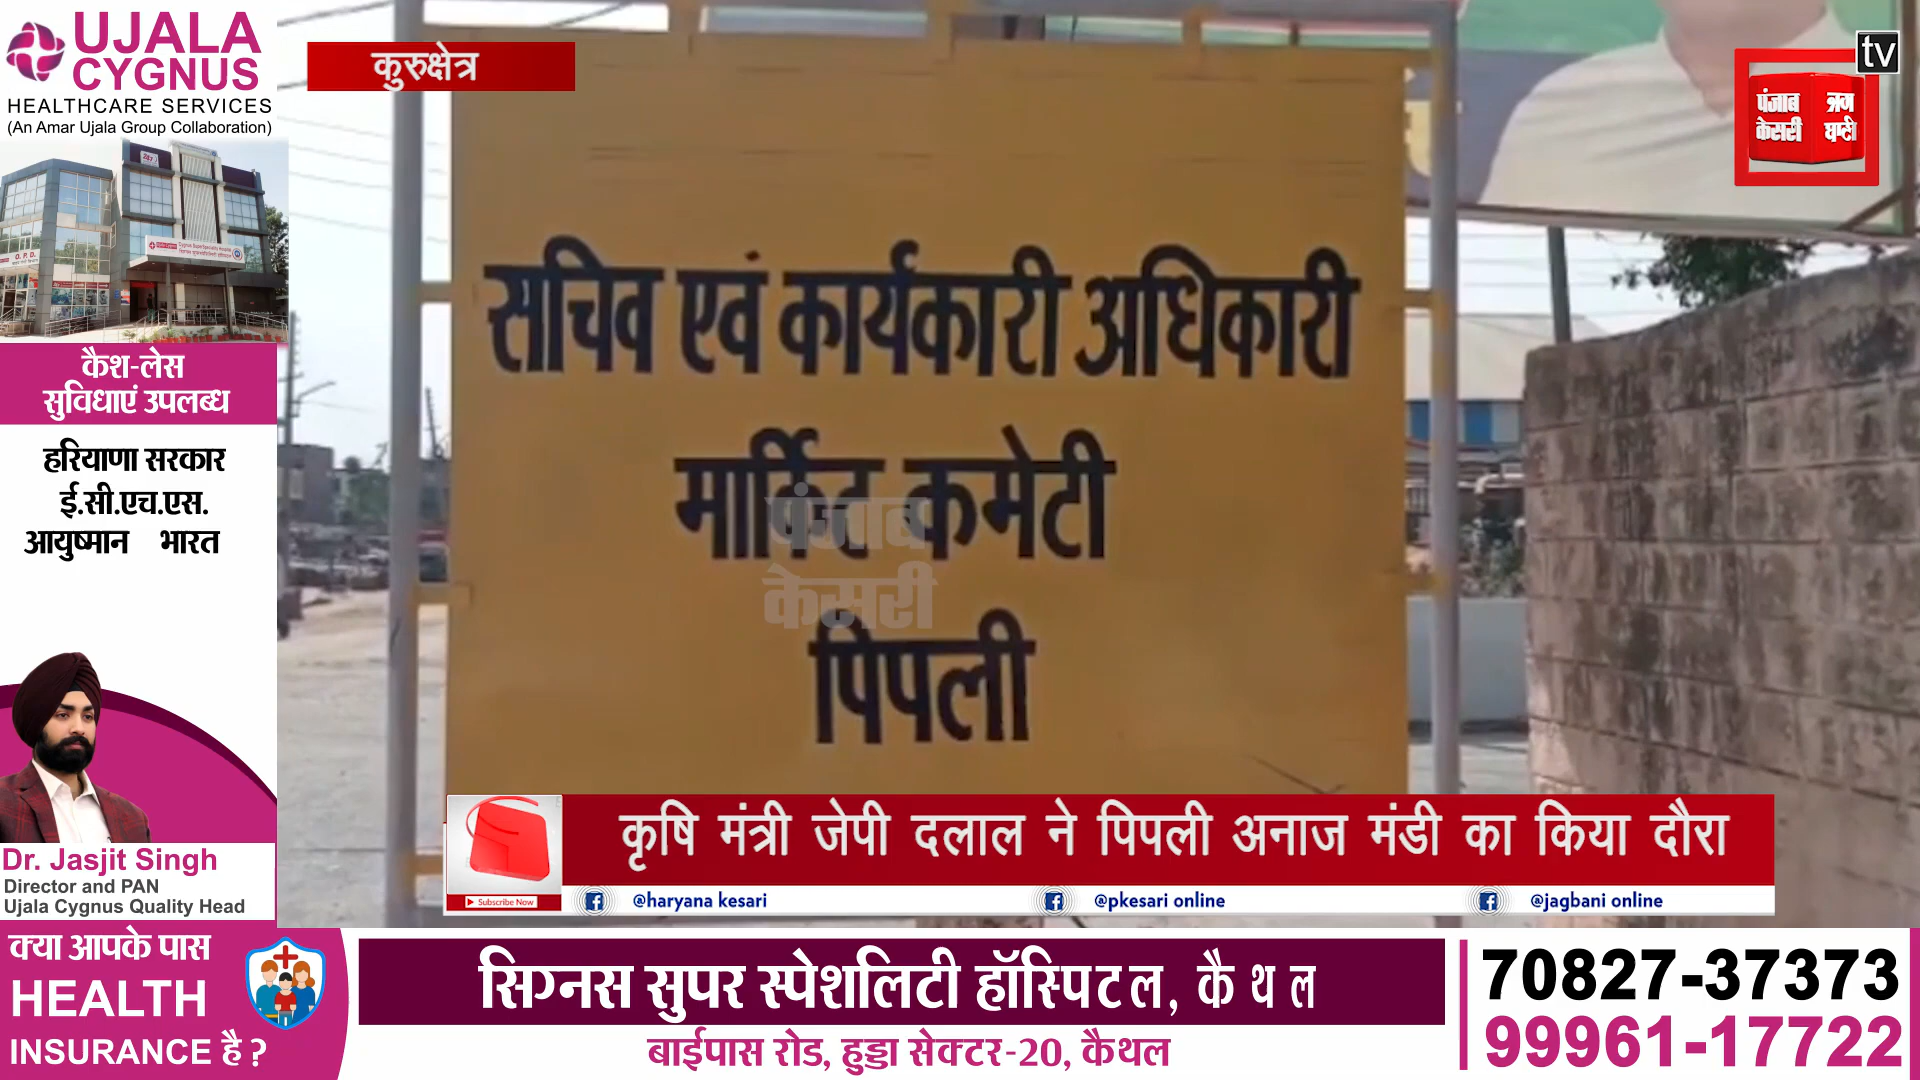 UJALA
CYGNUS
HEALTHCARE SERVICES
(An Amar Ujala Group Collaboration)
कैश-लेस
सुविधाएं उपलब्ध
हरियाणा सरकार
ई.सी.एच.एस.
आयुष्मान भारत
Dr. Jasjit Singh
Director and PAN
Ujala Cygnus Quality Head
क्या आपके पास
HEALTH
INSURANCE है ?
कुरुक्षेत्र
tv
पंजाब
केसरी
सचिव एवं कार्यकारी अधिकारी
मार्किट कमेटी
पिपली
पंजाब
केसरी
कृषि मंत्री जेपी दलाल ने पिपली अनाज मंडी का किया दौरा
Subscribe Now
@haryana kesari
@pkesari online
@jagbani online
सिग्नस सुपर स्पेशलिटी हॉस्पिटल, कैथल
बाईपास रोड, हुड्डा सेक्टर-20, कैथल
70827-37373
99961-17722